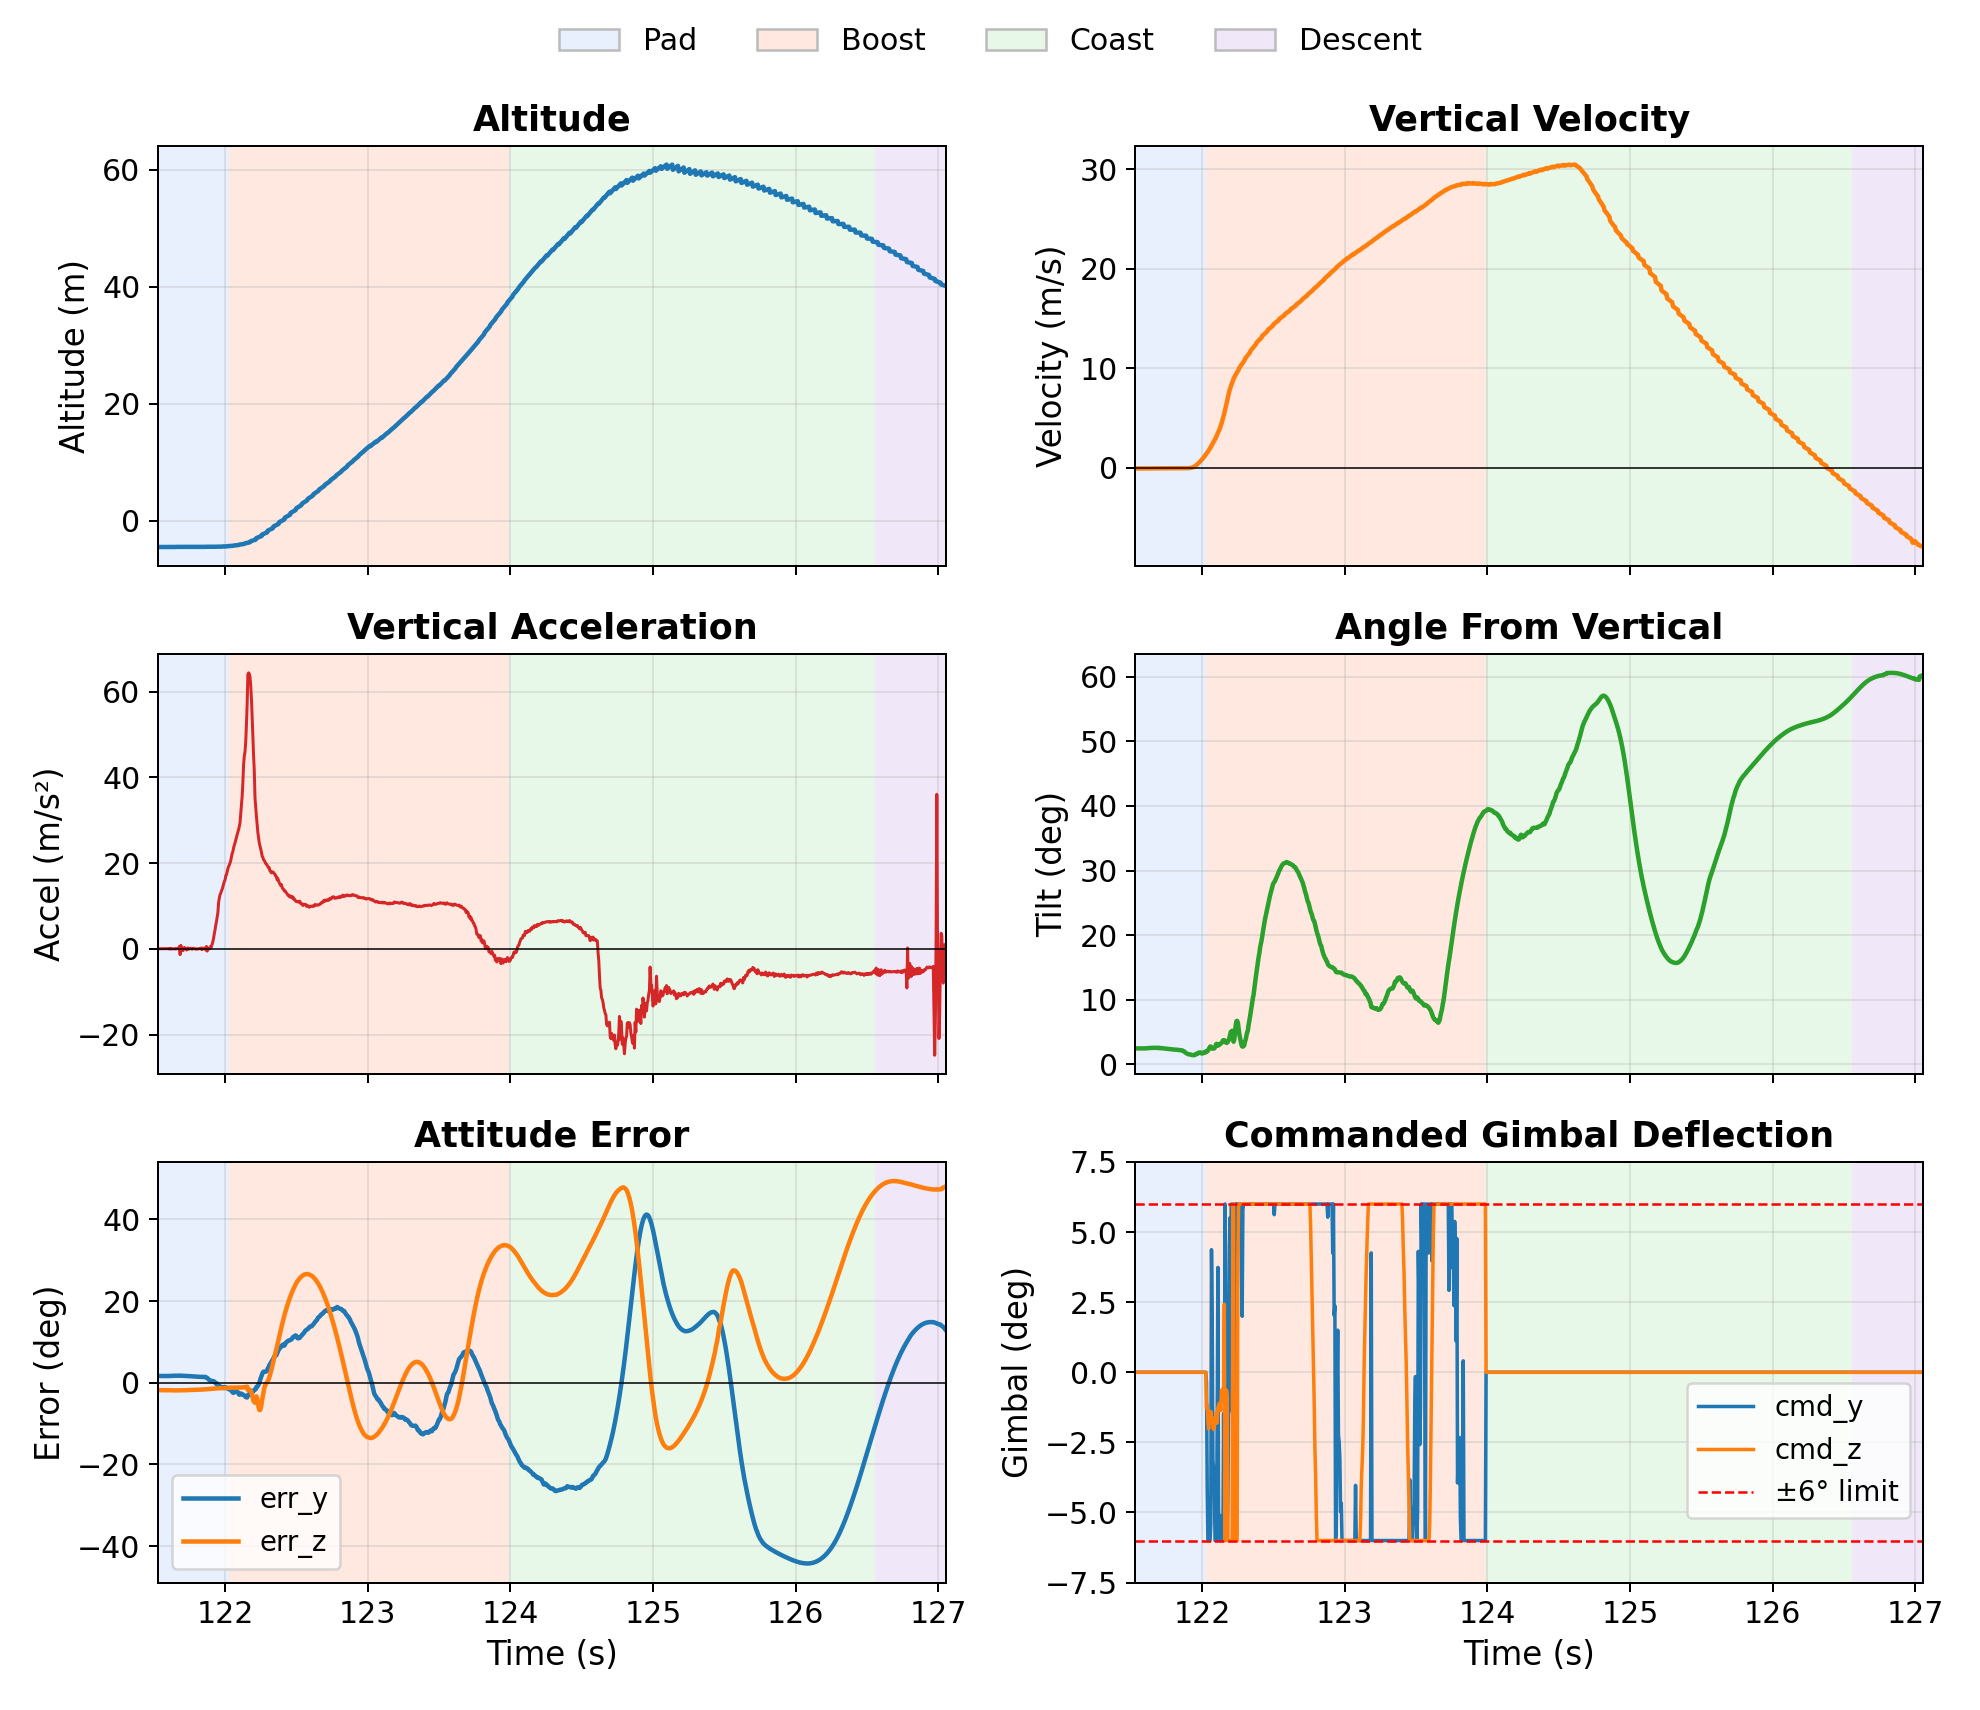 Pad Boost Coast Descent
Altitude
Altitude (m)
60
40
20
0
Vertical Velocity
Velocity (m/s)
30
20
10
0
Vertical Acceleration
Accel (m/s²)
60
40
20
0
−20
Angle From Vertical
Tilt (deg)
60
50
40
30
20
10
0
Attitude Error
Error (deg)
40
20
0
−20
−40
err_y
err_z
122 123 124 125 126 127
Time (s)
Commanded Gimbal Deflection
Gimbal (deg)
7.5
5.0
2.5
0.0
−2.5
−5.0
−7.5
cmd_y
cmd_z
±6° limit
122 123 124 125 126 127
Time (s)